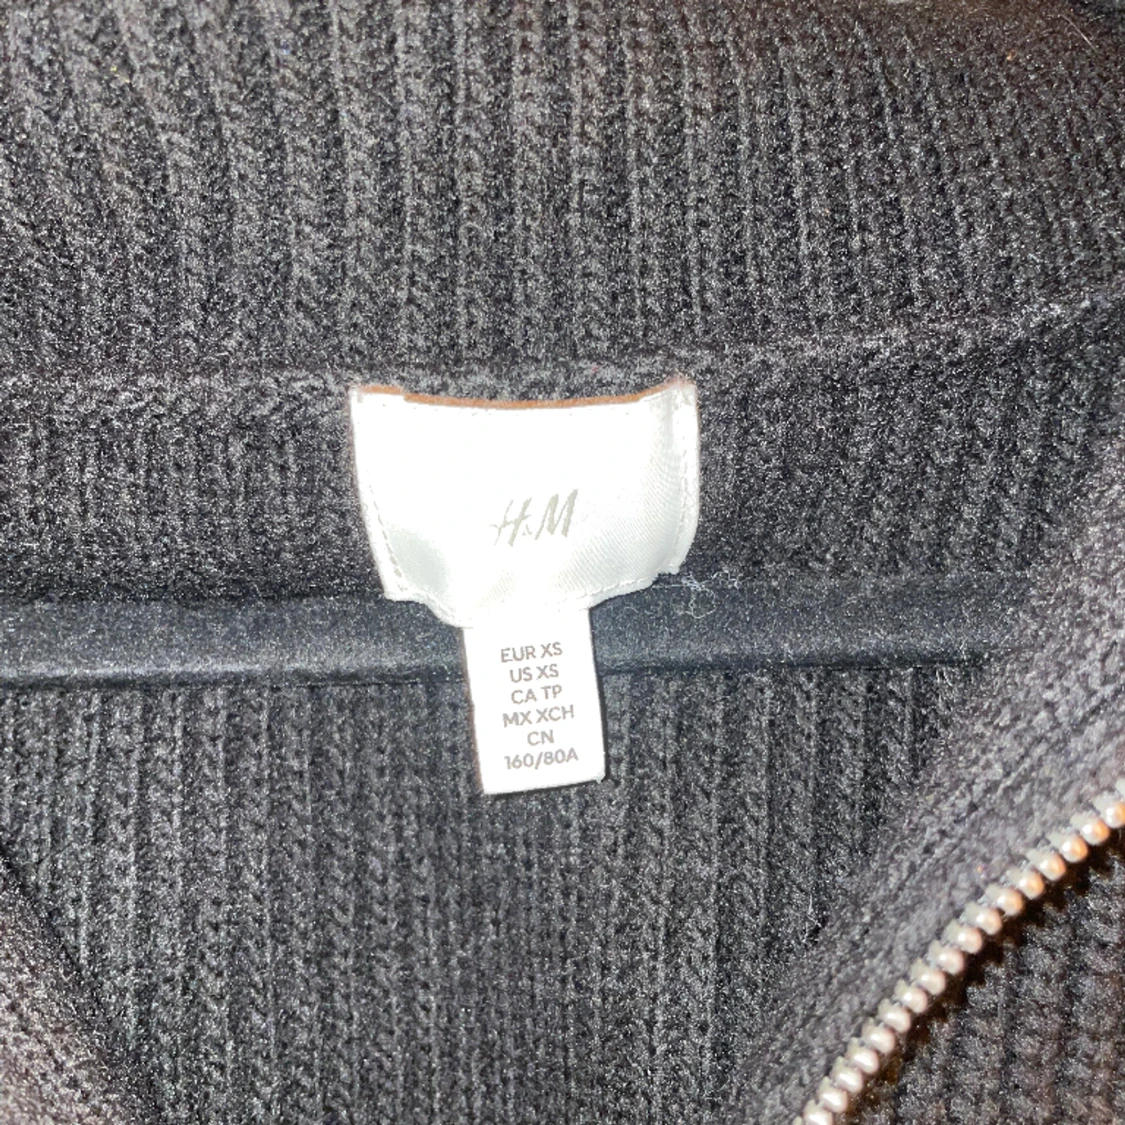 H&M
EUR XS
US XS
CA TP
MX XCH
CN
160/80A